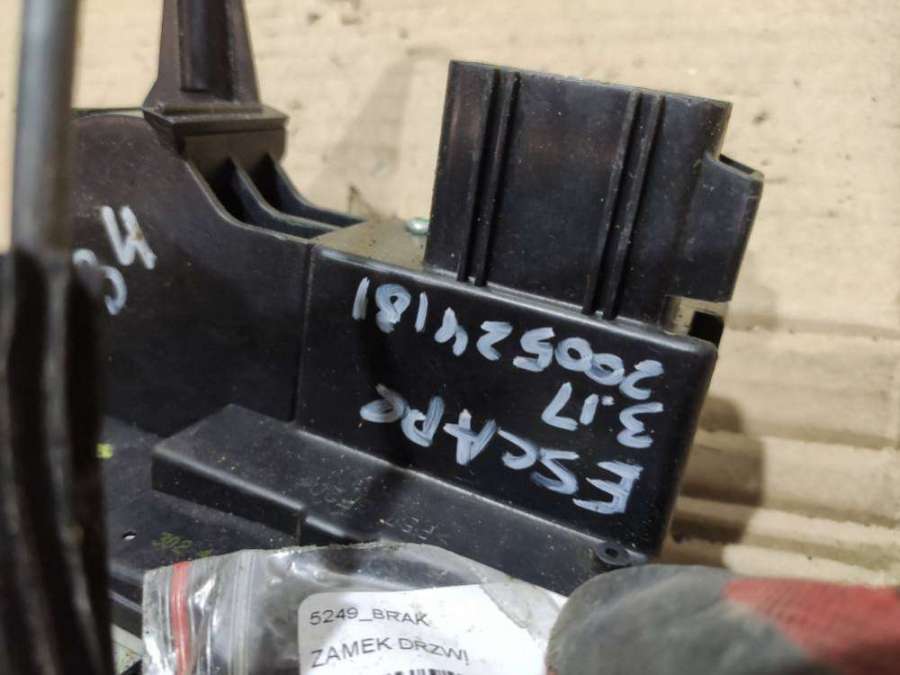 ESCAPE
3.17
200524181
5249_BRAK
ZAMEK DRZWI